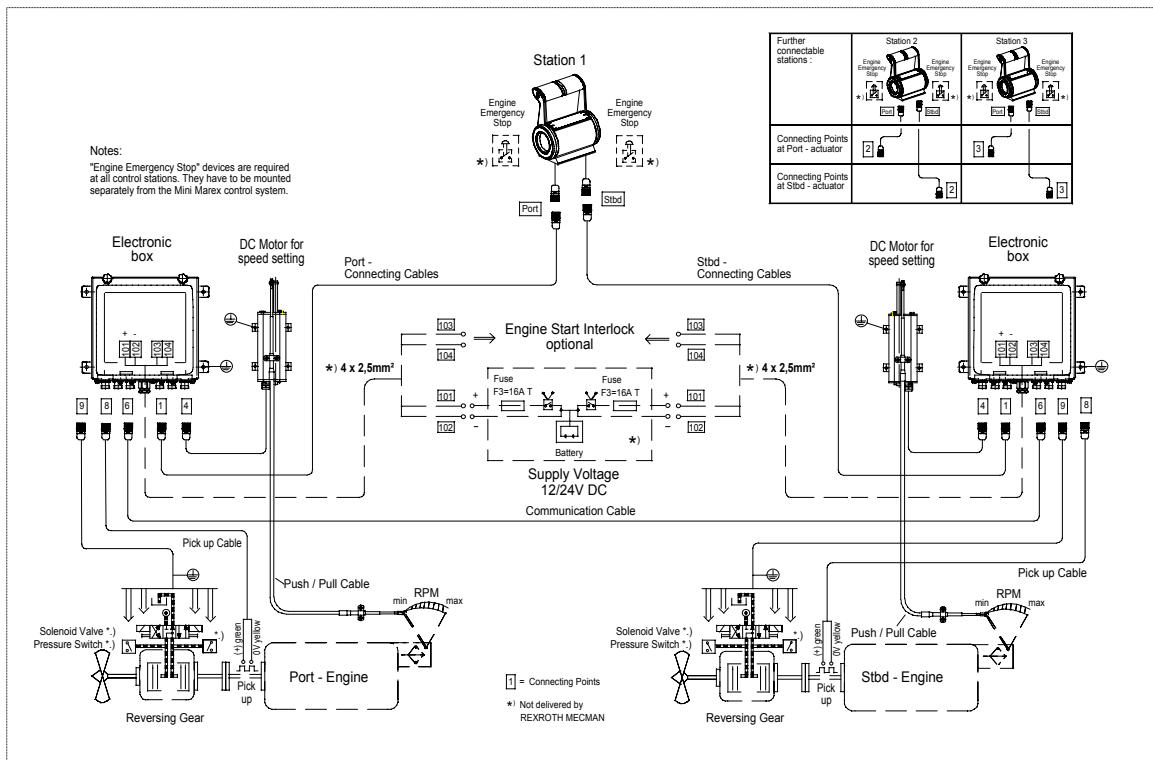 Station 1
Engine
Emergency
Stop
*)
Engine
Emergency
Stop
*)
Port
Stbd
Further
connectable
stations :
Station 2
Engine
Emergency
Stop
*)
Engine
Emergency
Stop
*)
Port
Stbd
Station 3
Engine
Emergency
Stop
*)
Engine
Emergency
Stop
*)
Port
Stbd
Connecting Points
at Port - actuator
2
3
Connecting Points
at Stbd - actuator
2
3
Notes:
"Engine Emergency Stop" devices are required
at all control stations. They have to be mounted
separately from the Mini Marex control system.
Electronic
box
+ -
101
102
103
104
9
8
6
1
4
DC Motor for
speed setting
Port -
Connecting Cables
Stbd -
Connecting Cables
DC Motor for
speed setting
Electronic
box
+ -
101
102
103
104
4
1
6
9
8
103
104
Engine Start Interlock
optional
103
104
*) 4 x 2,5mm²
*) 4 x 2,5mm²
101
102
+
−
Fuse
F3=16A T
Fuse
F3=16A T
Battery
*)
+
−
101
102
Supply Voltage
12/24V DC
Communication Cable
Pick up Cable
Push / Pull Cable
min
RPM
max
Solenoid Valve *.)
Pressure Switch *.)
*.)
(+) green
0V yellow
Pick
up
Port - Engine
Reversing Gear
1 = Connecting Points
*) Not delivered by
REXROTH MECMAN
Pick up Cable
Push / Pull Cable
min
RPM
max
Solenoid Valve *.)
Pressure Switch *.)
*.)
(+) green
0V yellow
Pick
up
Stbd - Engine
Reversing Gear